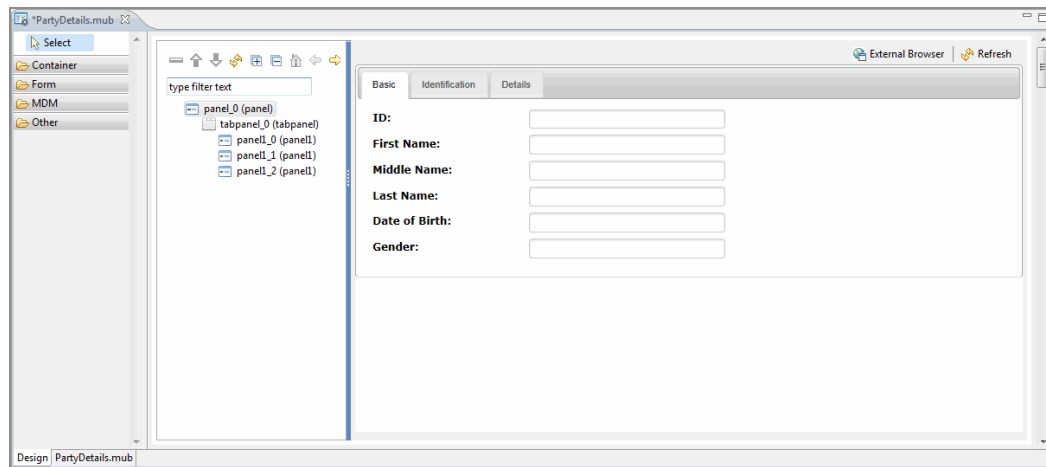 *PartyDetails.mub
Select
Container
Form
MDM
Other
type filter text
panel_0 (panel)
tabpanel_0 (tabpanel)
panel1_0 (panel1)
panel1_1 (panel1)
panel1_2 (panel1)
External Browser Refresh
Basic Identification Details
ID:
First Name:
Middle Name:
Last Name:
Date of Birth:
Gender:
Design PartyDetails.mub